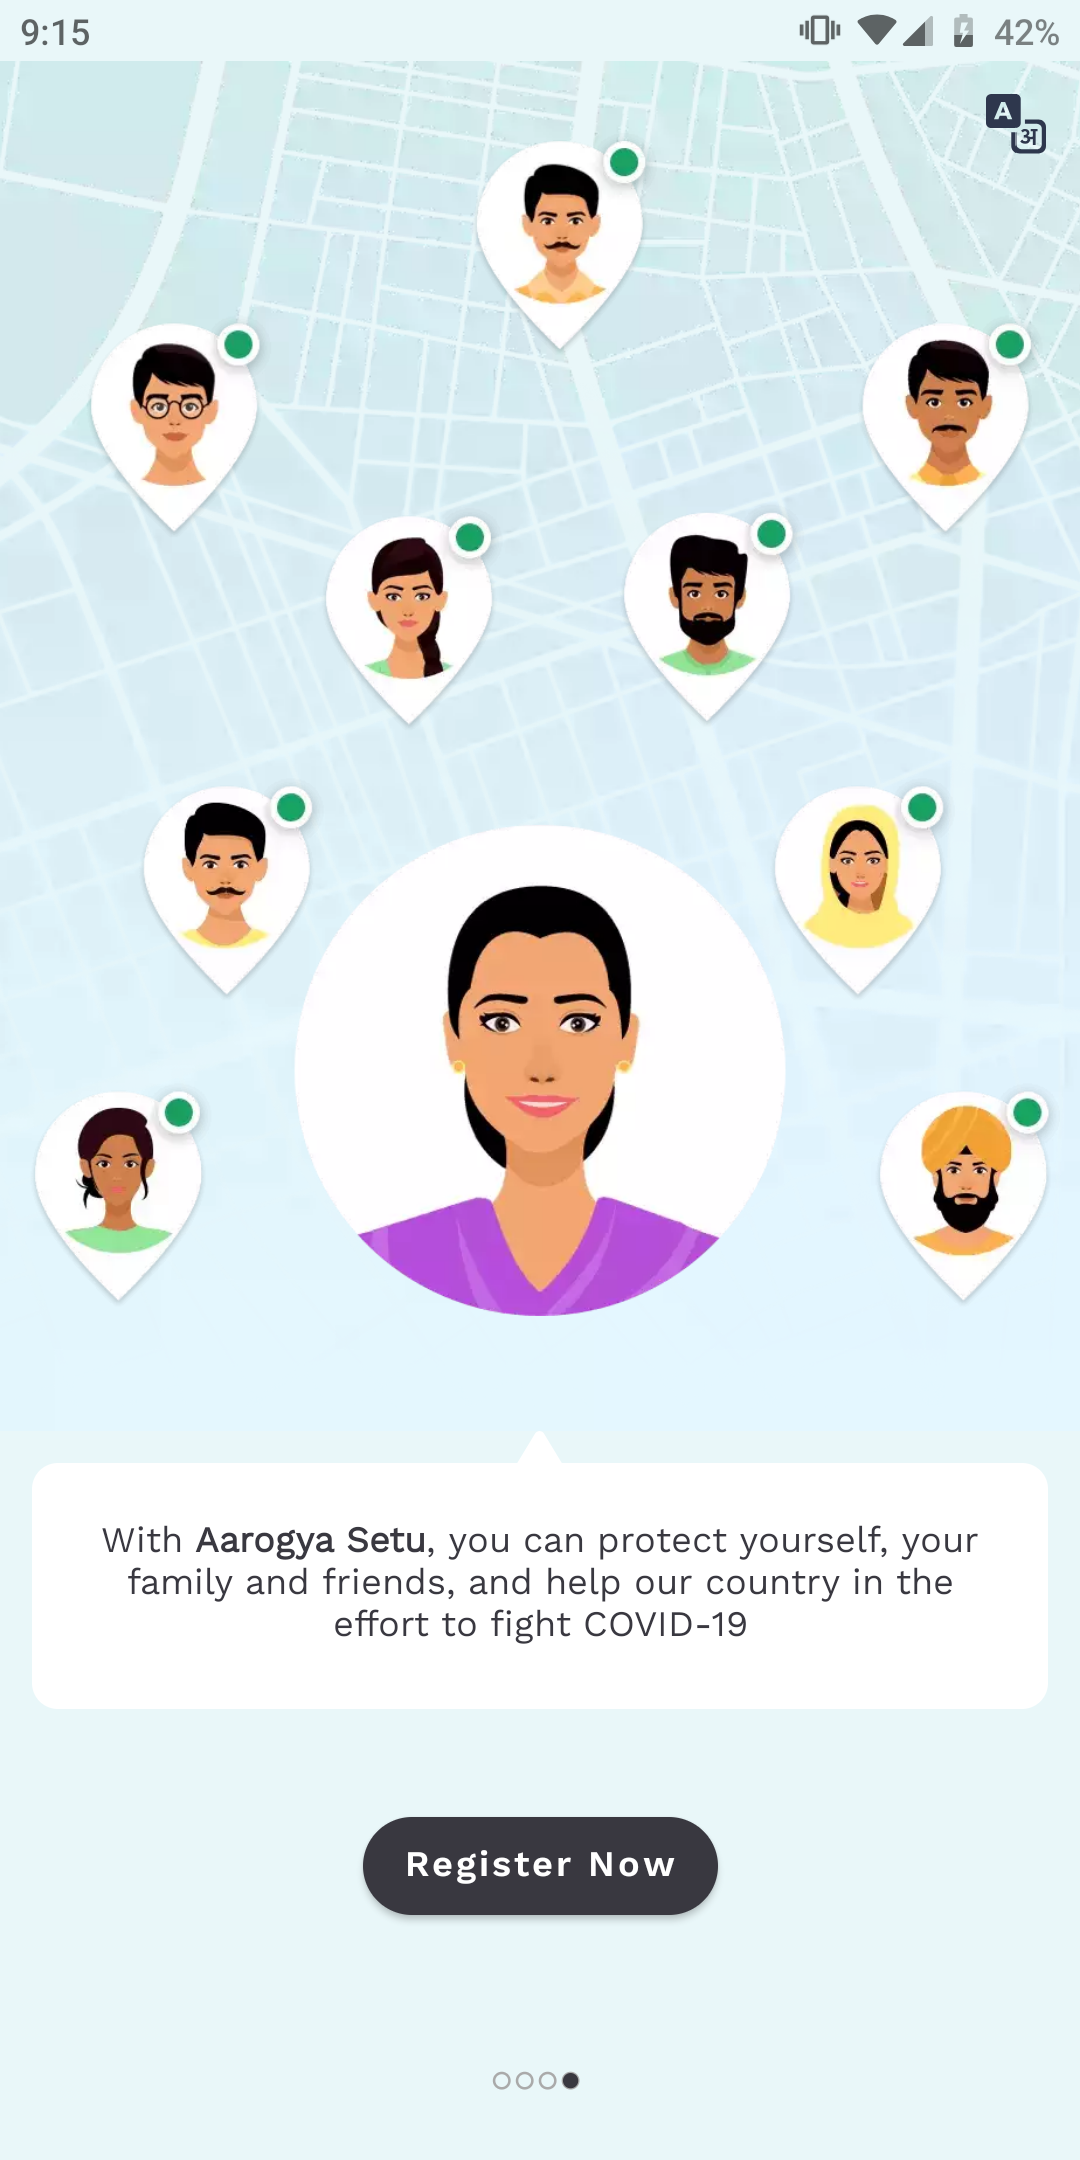 9:15
42%
A
अ
With Aarogya Setu, you can protect yourself, your
family and friends, and help our country in the
effort to fight COVID-19
Register Now